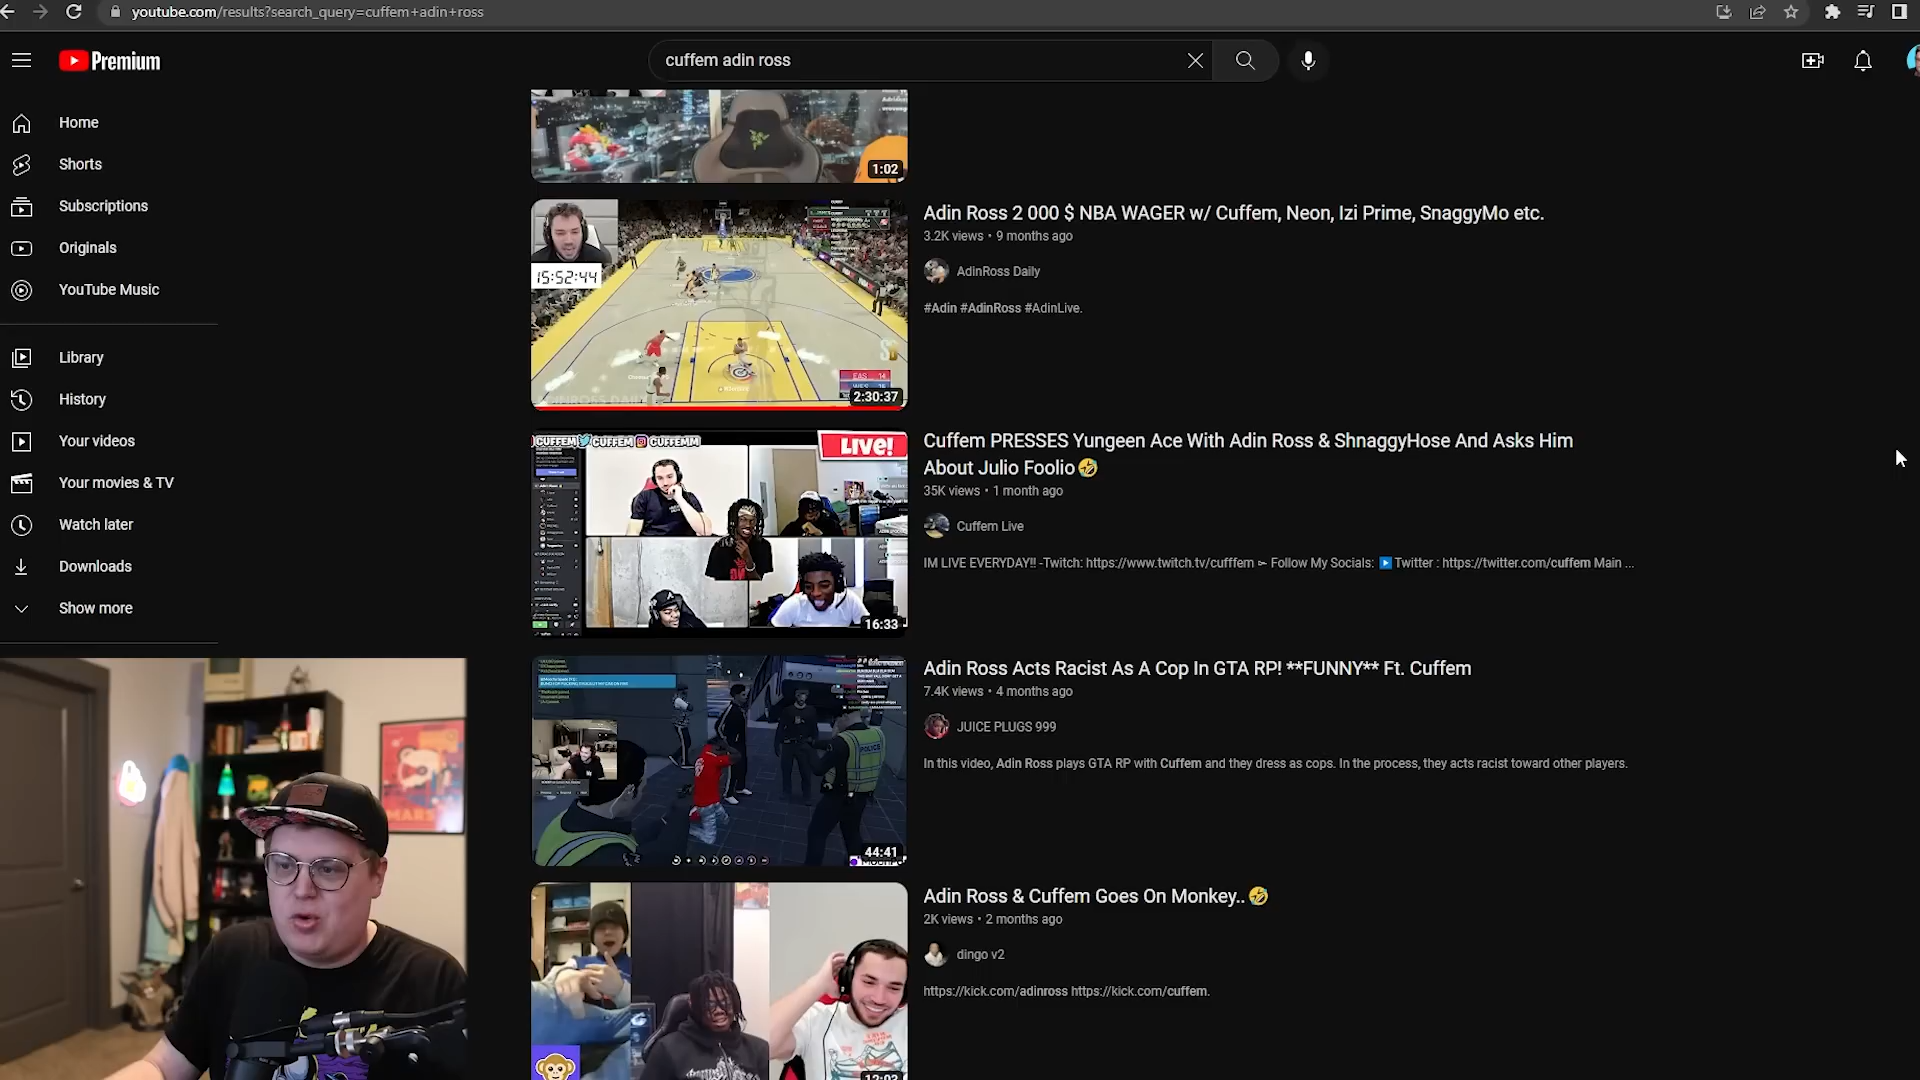 youtube.com/results?search_query=cuffem+adin+ross
Premium
cuffem adin ross
Home
Shorts
Subscriptions
Originals
YouTube Music
Library
History
Your videos
Your movies & TV
Watch later
Downloads
Show more
1:02
Adin Ross 2 000 $ NBA WAGER w/ Cuffem, Neon, Izi Prime, SnaggyMo etc.
3.2K views • 9 months ago
AdinRoss Daily
#Adin #AdinRoss #AdinLive.
15:52:44
2:30:37
CUFFEM CUFFEM CUFFEMM
LIVE!
16:33
Cuffem PRESSES Yungeen Ace With Adin Ross & ShnaggyHose And Asks Him
About Julio Foolio🤣
35K views • 1 month ago
Cuffem Live
IM LIVE EVERYDAY!! -Twitch: https://www.twitch.tv/cufffem ➣ Follow My Socials: ▶️ Twitter : https://twitter.com/cuffem Main ...
POLICE
44:41
Adin Ross Acts Racist As A Cop In GTA RP! **FUNNY** Ft. Cuffem
7.4K views • 4 months ago
JUICE PLUGS 999
In this video, Adin Ross plays GTA RP with Cuffem and they dress as cops. In the process, they acts racist toward other players.
Adin Ross & Cuffem Goes On Monkey..🤣
2K views • 2 months ago
dingo v2
https://kick.com/adinross https://kick.com/cuffem.
12:03
MARS